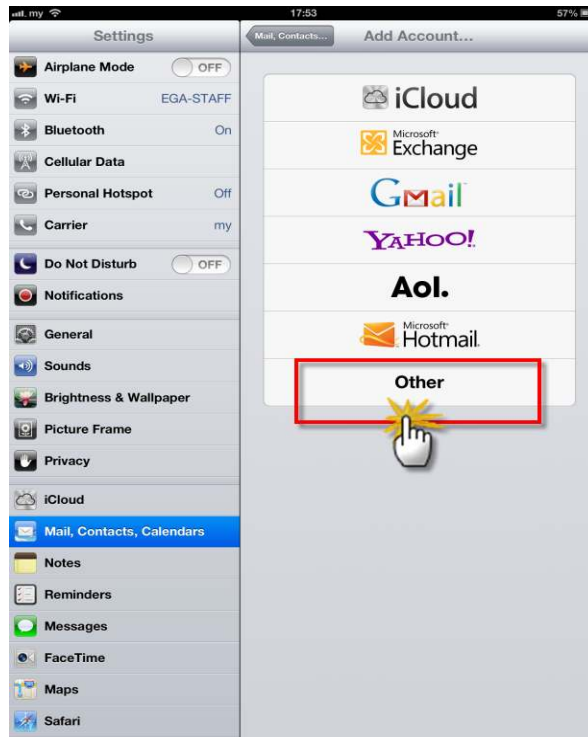 my 17:53 57%
Settings
Mail, Contacts... Add Account...
Airplane Mode OFF
Wi-Fi EGA-STAFF
Bluetooth On
Cellular Data
Personal Hotspot Off
Carrier my
Do Not Disturb OFF
Notifications
General
Sounds
Brightness & Wallpaper
Picture Frame
Privacy
iCloud
Mail, Contacts, Calendars
Notes
Reminders
Messages
FaceTime
Maps
Safari
iCloud
Microsoft
Exchange
Gmail
YAHOO!
Aol.
Microsoft
Hotmail
Other